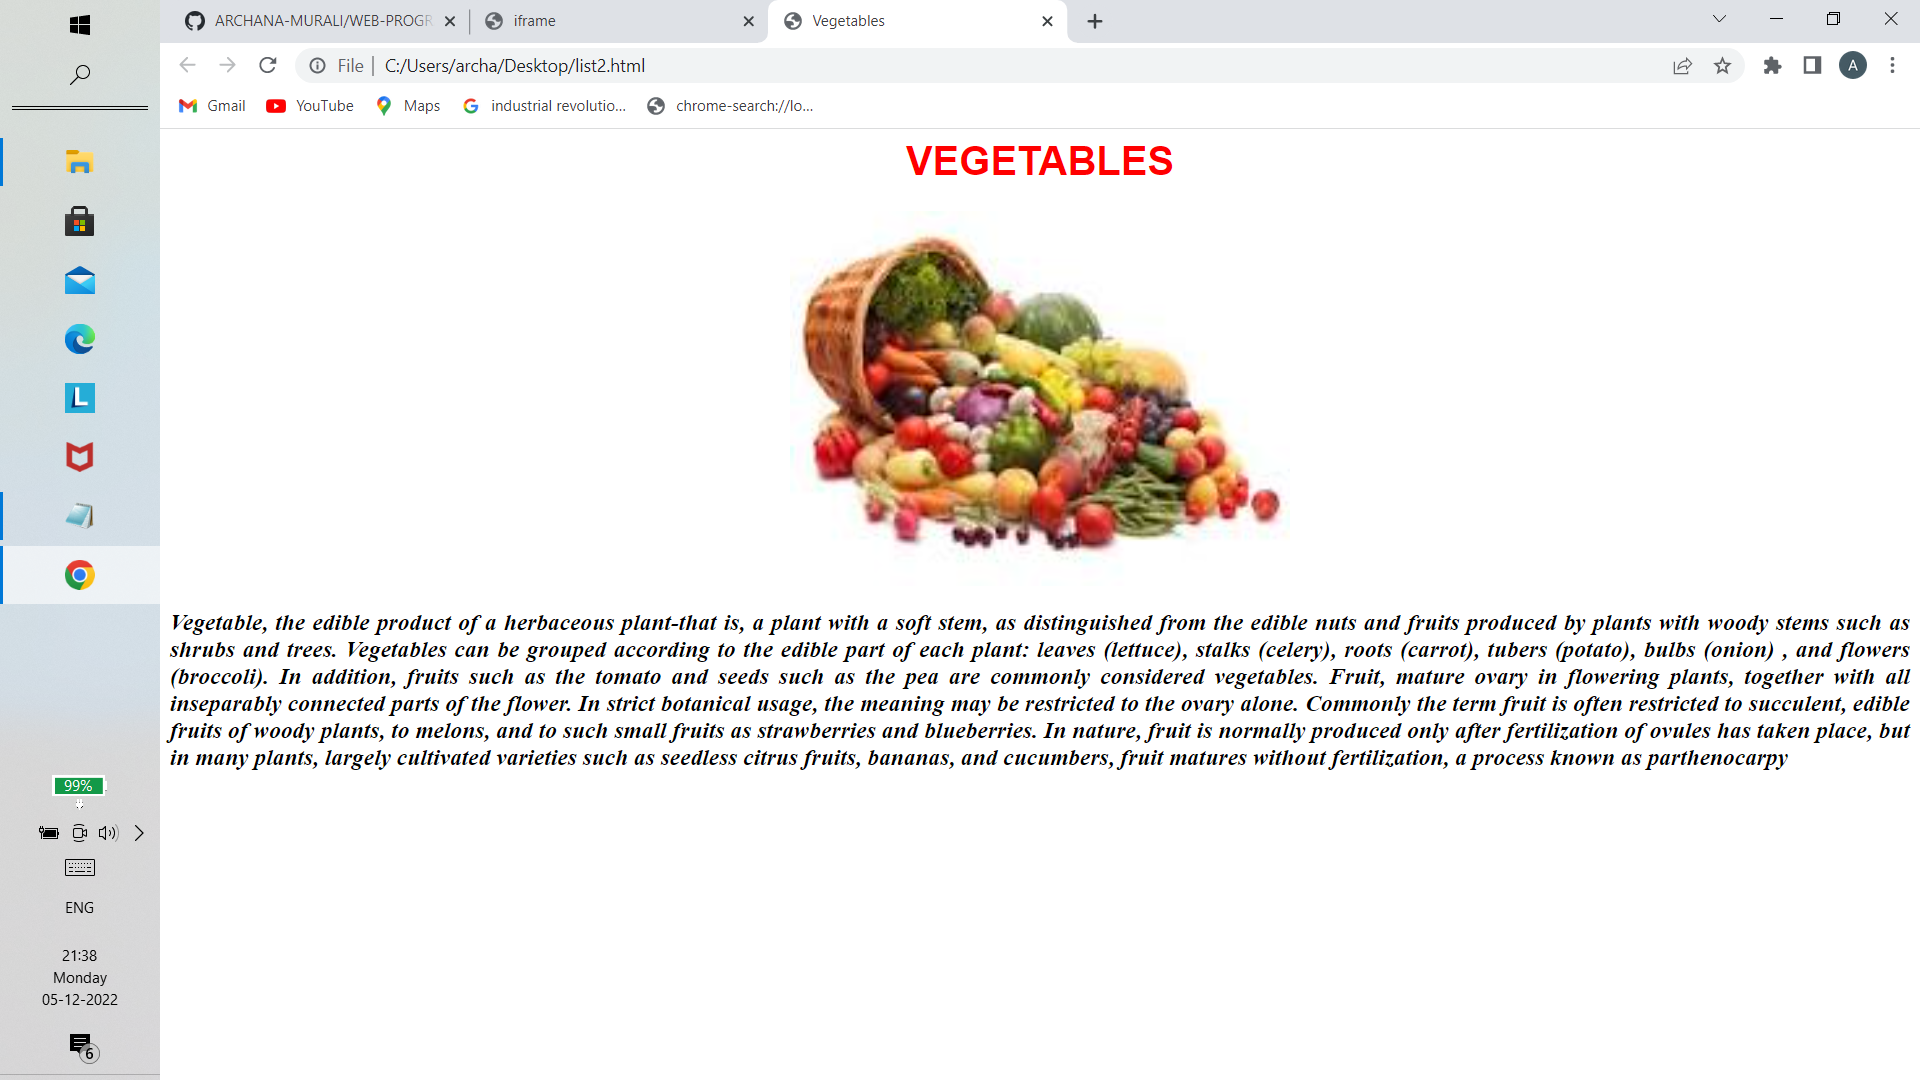 ARCHANA-MURALI/WEB-PROGR
iframe
Vegetables
File
C:/Users/archa/Desktop/list2.html
A
Gmail
YouTube
Maps
industrial revolutio...
chrome-search://lo...
VEGETABLES
Vegetable, the edible product of a herbaceous plant-that is, a plant with a soft stem, as distinguished from the edible nuts and fruits produced by plants with woody stems such as
shrubs and trees. Vegetables can be grouped according to the edible part of each plant: leaves (lettuce), stalks (celery), roots (carrot), tubers (potato), bulbs (onion) , and flowers
(broccoli). In addition, fruits such as the tomato and seeds such as the pea are commonly considered vegetables. Fruit, mature ovary in flowering plants, together with all
inseparably connected parts of the flower. In strict botanical usage, the meaning may be restricted to the ovary alone. Commonly the term fruit is often restricted to succulent, edible
fruits of woody plants, to melons, and to such small fruits as strawberries and blueberries. In nature, fruit is normally produced only after fertilization of ovules has taken place, but
in many plants, largely cultivated varieties such as seedless citrus fruits, bananas, and cucumbers, fruit matures without fertilization, a process known as parthenocarpy
L
99%
ENG
21:38
Monday
05-12-2022
6